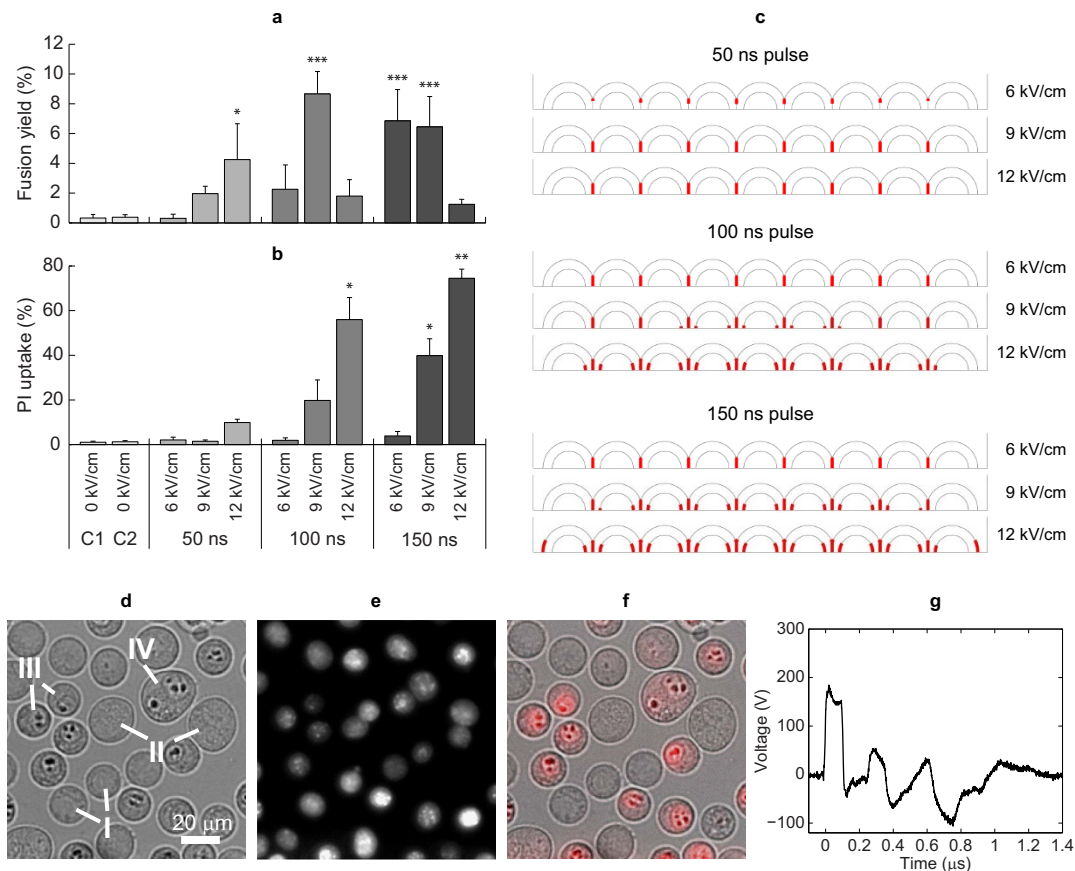 a
12
10
8
6
4
2
0
Fusion yield (%)
*
***
***
***
b
80
60
40
20
0
PI uptake (%)
*
*
**
0 kV/cm
0 kV/cm
6 kV/cm
9 kV/cm
12 kV/cm
6 kV/cm
9 kV/cm
12 kV/cm
6 kV/cm
9 kV/cm
12 kV/cm
C1 C2 50 ns 100 ns 150 ns
c
50 ns pulse
6 kV/cm
9 kV/cm
12 kV/cm
100 ns pulse
6 kV/cm
9 kV/cm
12 kV/cm
150 ns pulse
6 kV/cm
9 kV/cm
12 kV/cm
d
IV
III
II
I
20 µm
e
f
g
300
200
100
0
-100
Voltage (V)
0 0.2 0.4 0.6 0.8 1 1.2 1.4
Time (µs)